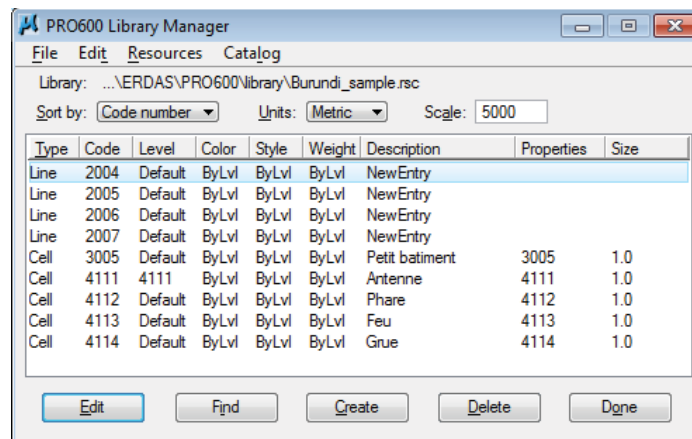 PRO600 Library Manager
File Edit Resources Catalog
Library: ...\ERDAS\PRO600\library\Burundi_sample.rsc
Sort by: Code number Units: Metric Scale: 5000
Type Code Level Color Style Weight Description Properties Size
Line 2004 Default ByLvl ByLvl ByLvl NewEntry
Line 2005 Default ByLvl ByLvl ByLvl NewEntry
Line 2006 Default ByLvl ByLvl ByLvl NewEntry
Line 2007 Default ByLvl ByLvl ByLvl NewEntry
Cell 3005 Default ByLvl ByLvl ByLvl Petit batiment 3005 1.0
Cell 4111 4111 ByLvl ByLvl ByLvl Antenne 4111 1.0
Cell 4112 Default ByLvl ByLvl ByLvl Phare 4112 1.0
Cell 4113 Default ByLvl ByLvl ByLvl Feu 4113 1.0
Cell 4114 Default ByLvl ByLvl ByLvl Grue 4114 1.0
Edit Find Create Delete Done